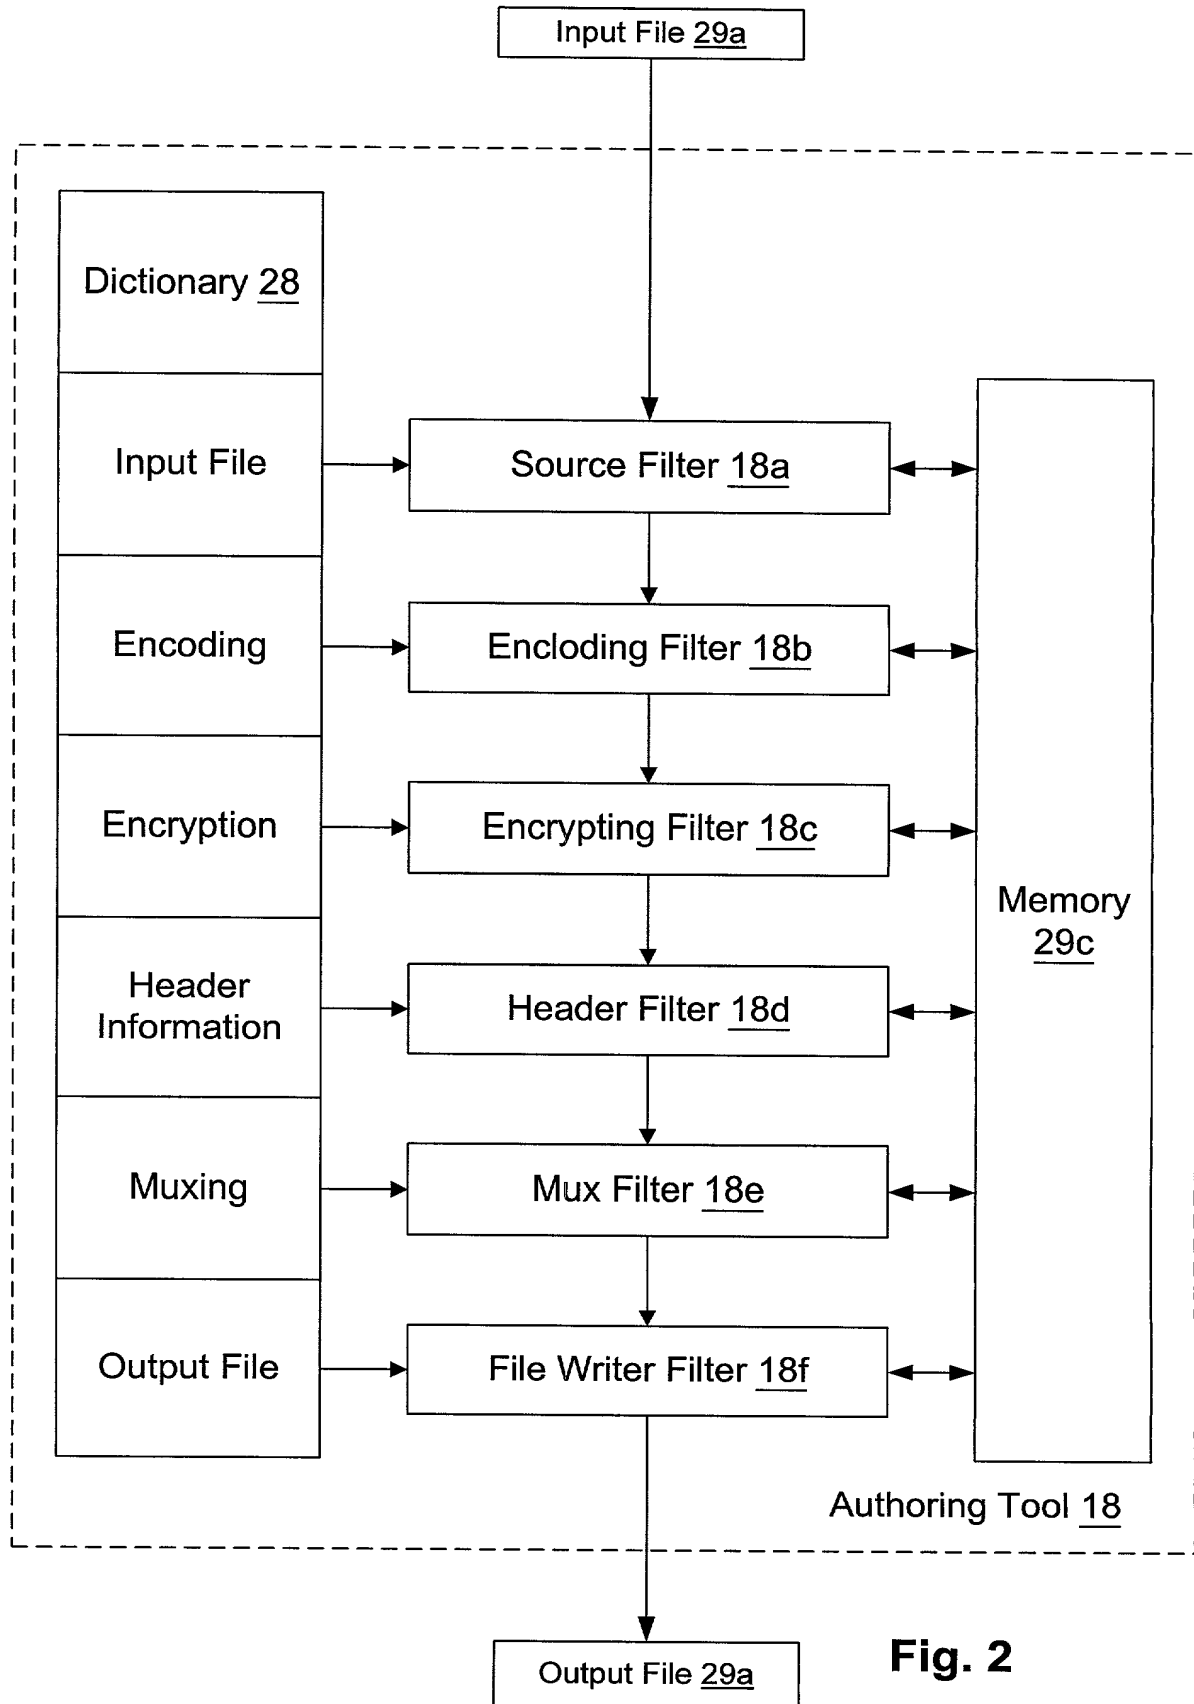 Input File 29a
Dictionary 28
Input File
Source Filter 18a
Encoding
Encloding Filter 18b
Encryption
Encrypting Filter 18c
Memory
29c
Header
Information
Header Filter 18d
Muxing
Mux Filter 18e
Output File
File Writer Filter 18f
Authoring Tool 18
Output File 29a
Fig. 2